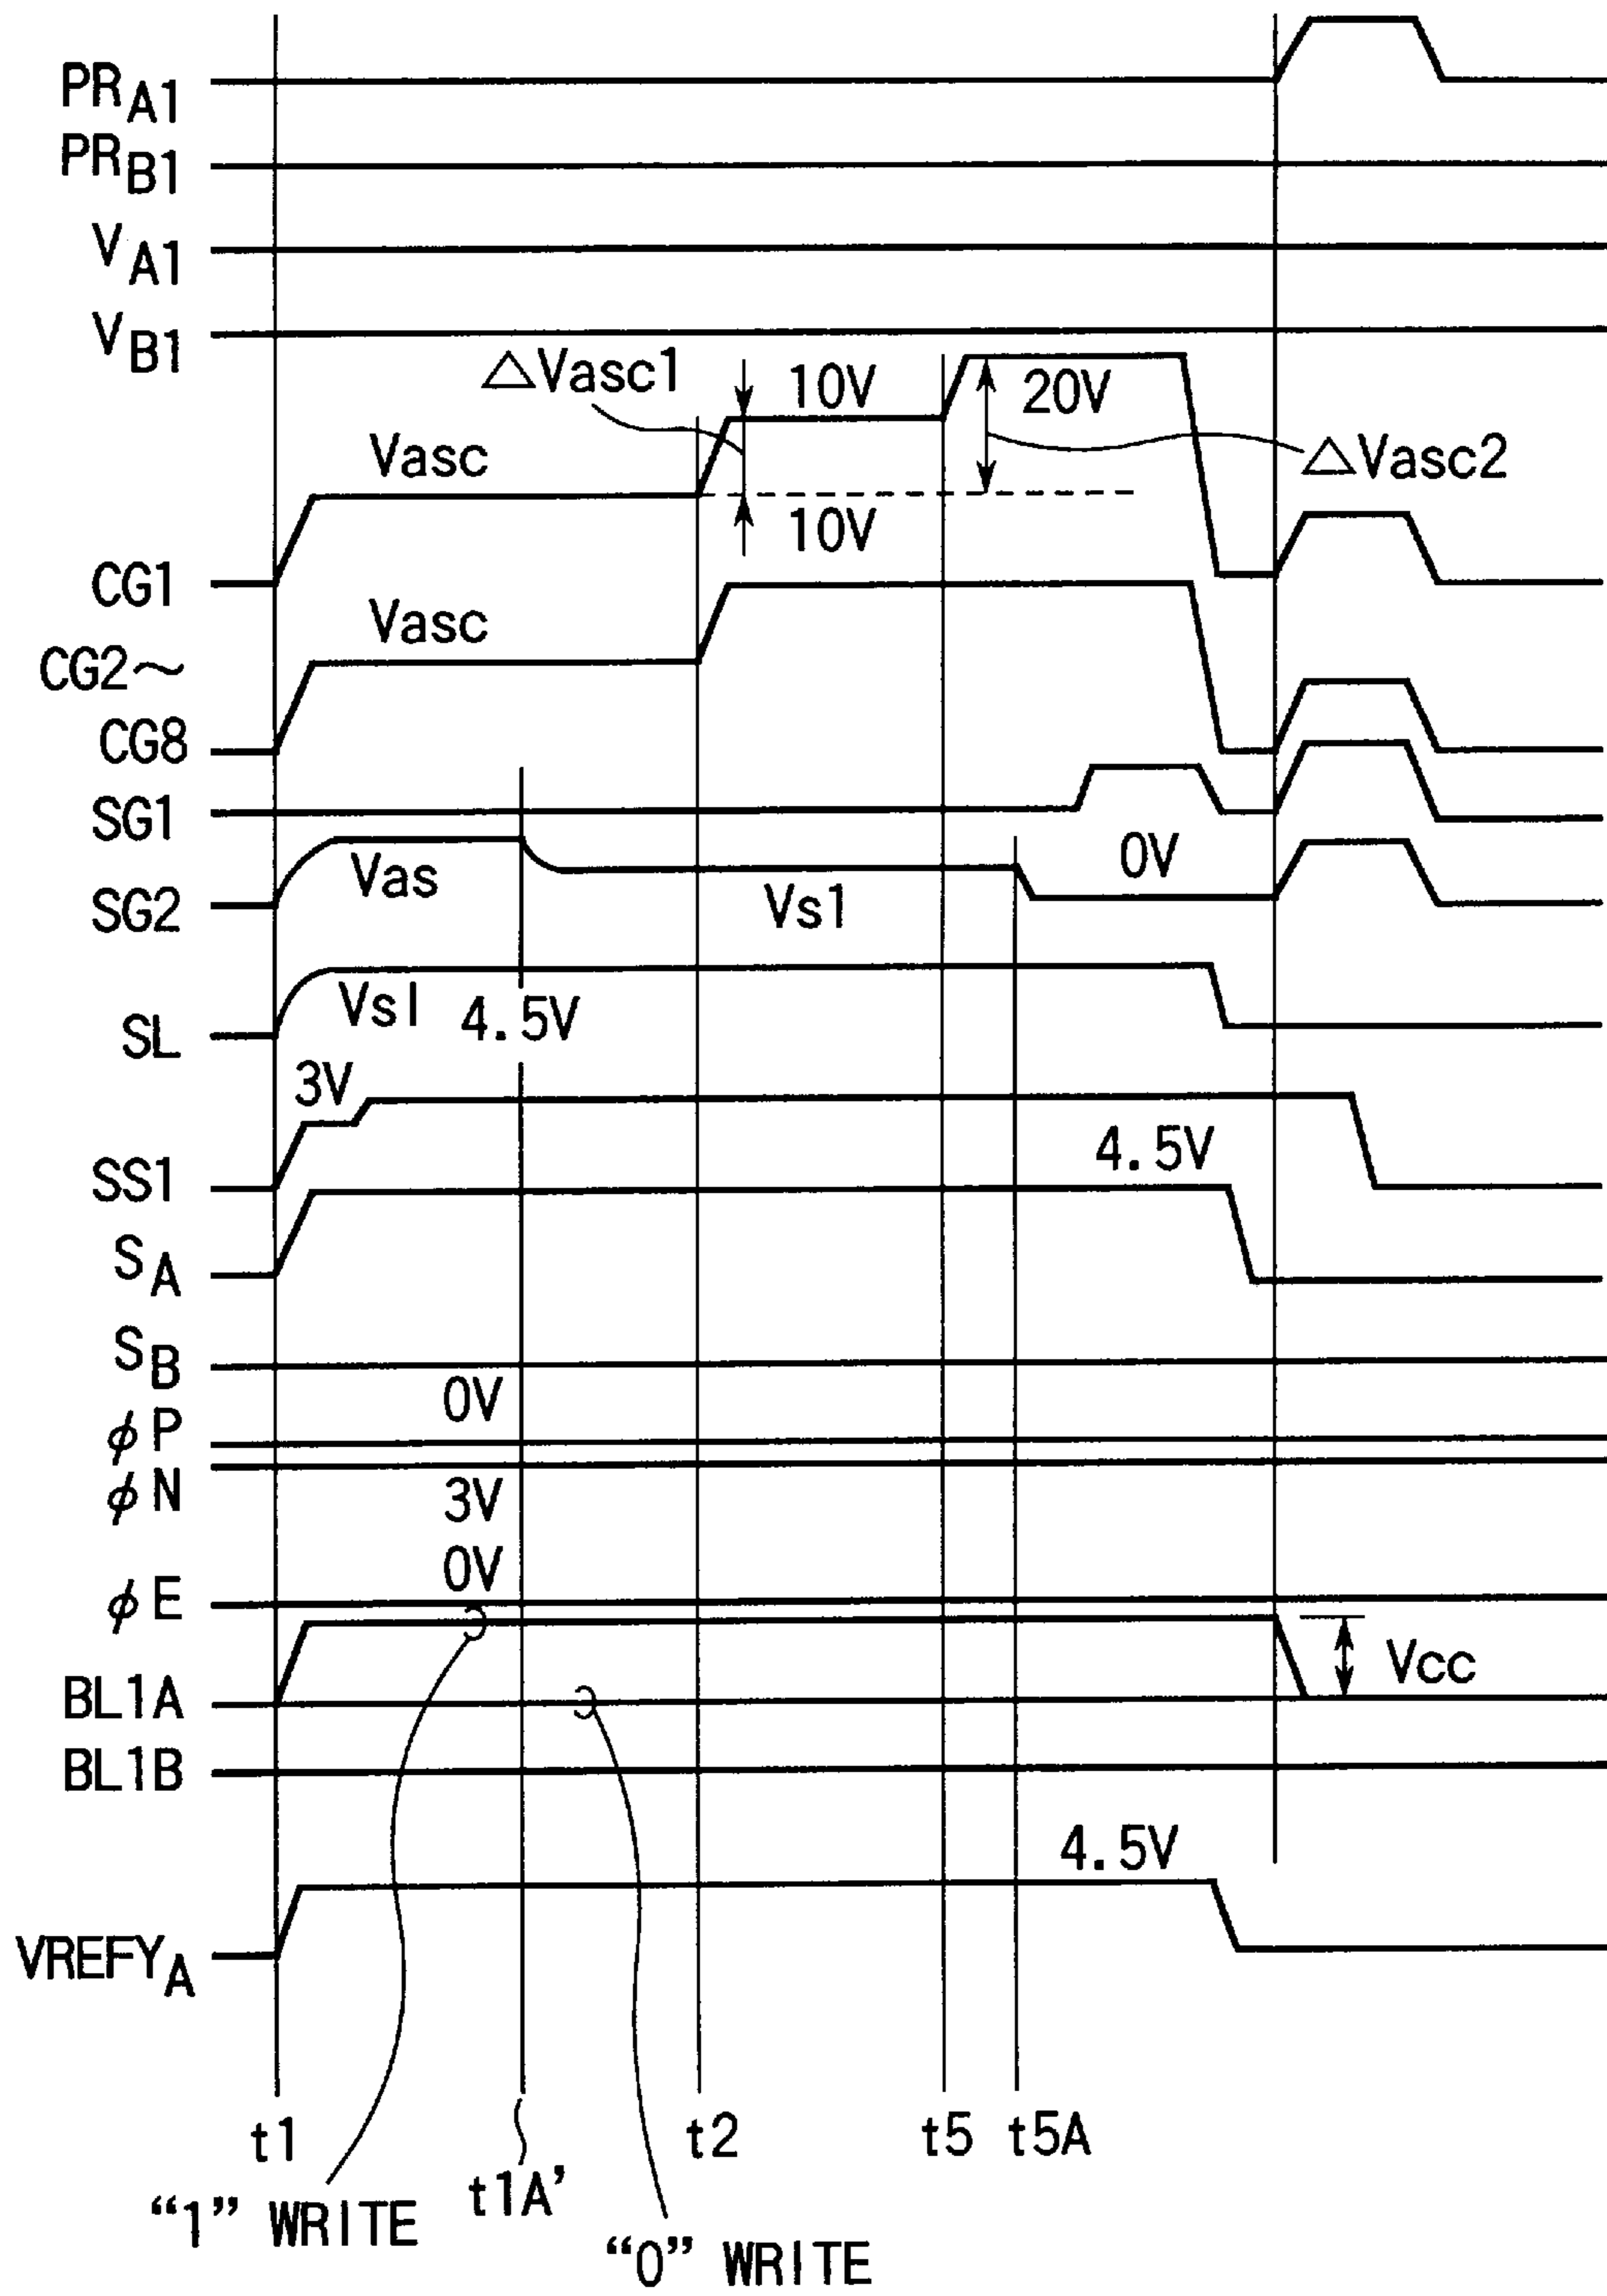 PRA1
PRB1
VA1
VB1
△Vasc1
10V
20V
Vasc
△Vasc2
10V
CG1
Vasc
CG2~
CG8
SG1
Vas
0V
SG2
Vs1
Vsl
4.5V
SL
3V
SS1
4.5V
SA
SB
0V
φP
φN
3V
0V
φE
Vcc
BL1A
BL1B
4.5V
VREFYA
t1
t2
t5
t5A
t1A'
“1” WRITE
“0” WRITE